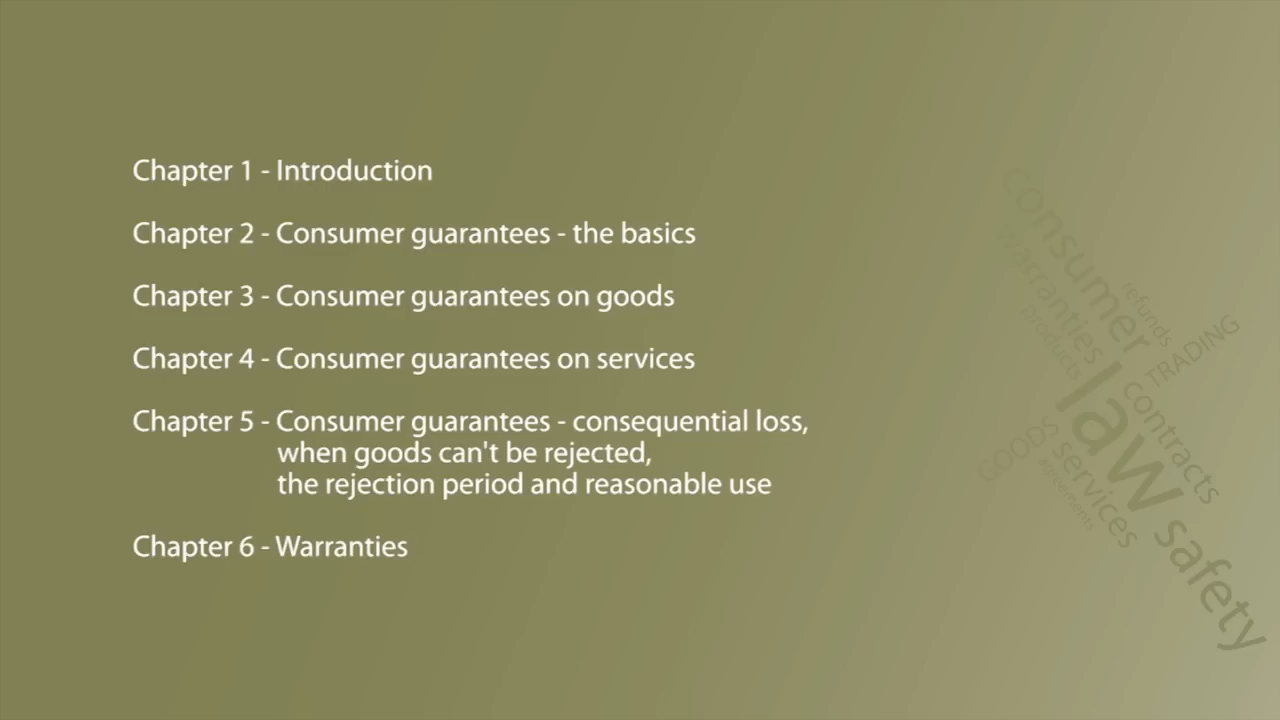 Chapter 1 - Introduction
Chapter 2 - Consumer guarantees - the basics
Chapter 3 - Consumer guarantees on goods
Chapter 4 - Consumer guarantees on services
Chapter 5 - Consumer guarantees - consequential loss,
when goods can't be rejected,
the rejection period and reasonable use
Chapter 6 - Warranties
consumer
warranties
products
refunds
TRADING
law
contracts
GOODS
services
agreements
safety